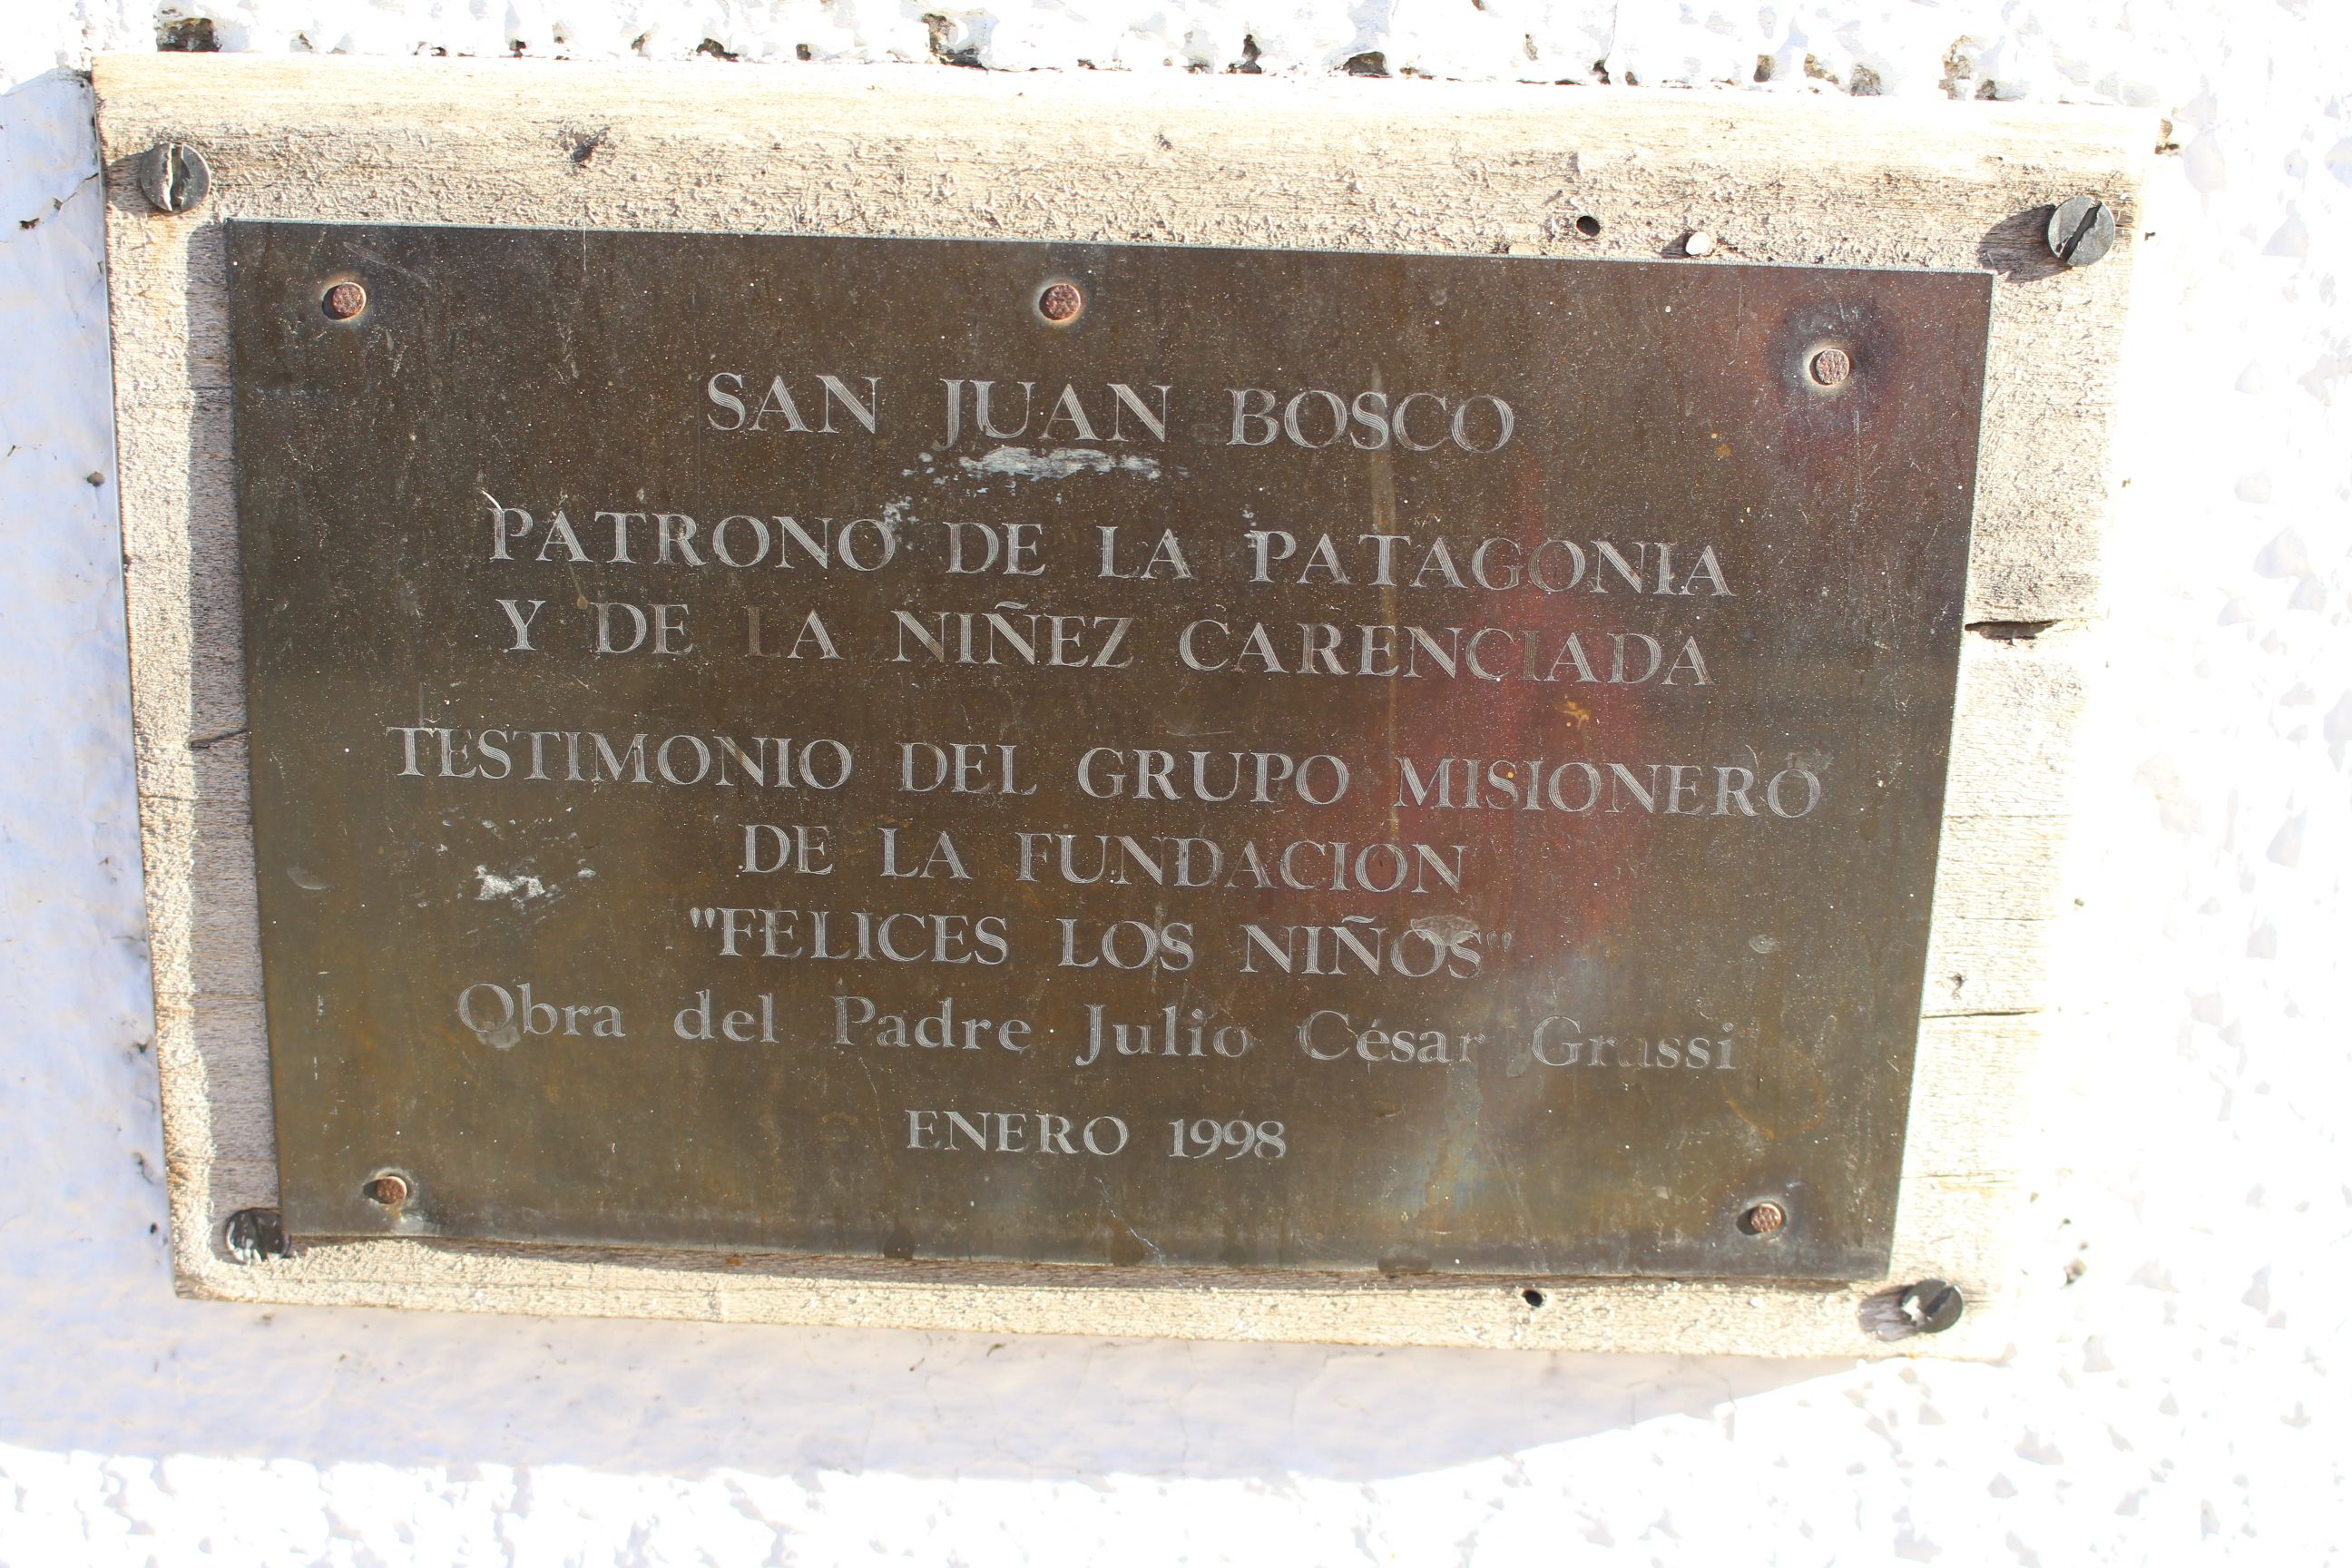 SAN JUAN BOSCO
PATRONO DE LA PATAGONIA
Y DE LA NIÑEZ CARENCIADA
TESTIMONIO DEL GRUPO MISIONERO
DE LA FUNDACION
"FELICES LOS NIÑOS"
Obra del Padre Julio César Grassi
ENERO 1998